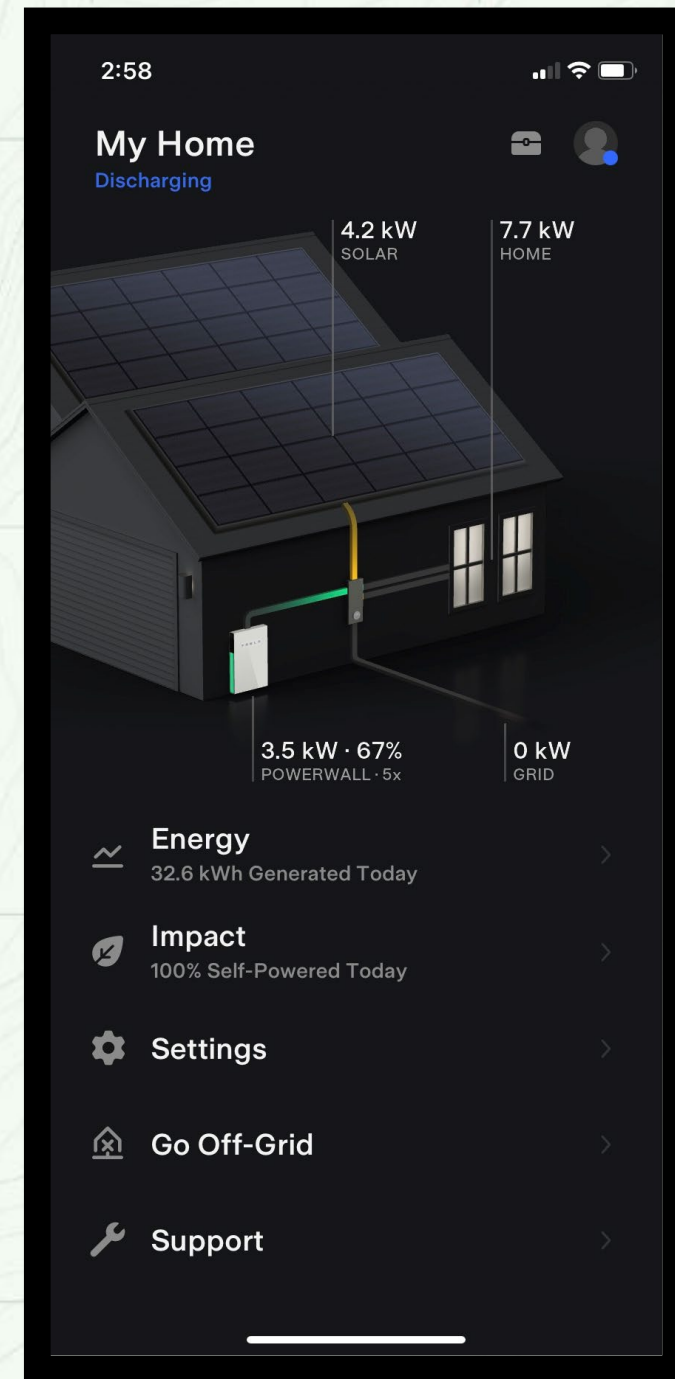 2:58
My Home
Discharging
4.2 kW
SOLAR
7.7 kW
HOME
TESLA
3.5 kW · 67%
POWERWALL · 5x
0 kW
GRID
Energy
32.6 kWh Generated Today
Impact
100% Self-Powered Today
Settings
Go Off-Grid
Support